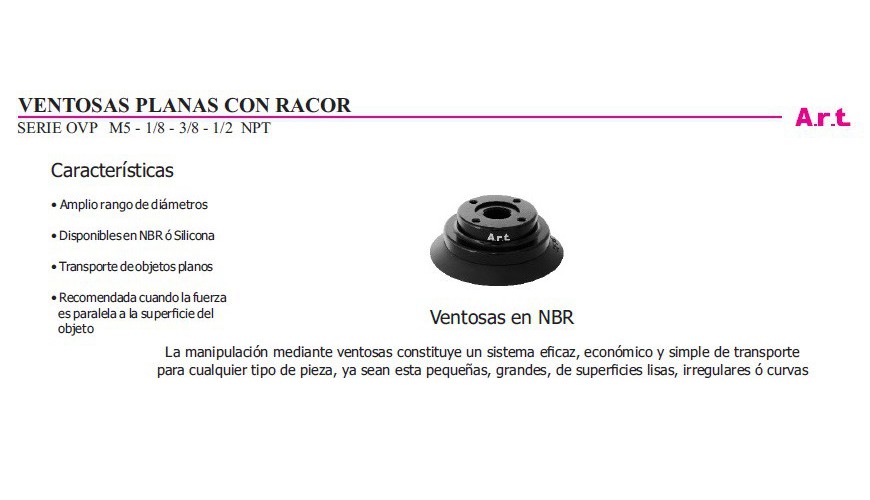 VENTOSAS PLANAS CON RACOR
SERIE OVP M5 - 1/8 - 3/8 - 1/2 NPT
A.r.t.
Características
• Amplio rango de diámetros
• Disponibles en NBR ó Silicona
• Transporte de objetos planos
• Recomendada cuando la fuerza
es paralela a la superficie del
objeto
A.r.t.
Ventosas en NBR
La manipulación mediante ventosas constituye un sistema eficaz, económico y simple de transporte
para cualquier tipo de pieza, ya sean esta pequeñas, grandes, de superficies lisas, irregulares ó curvas